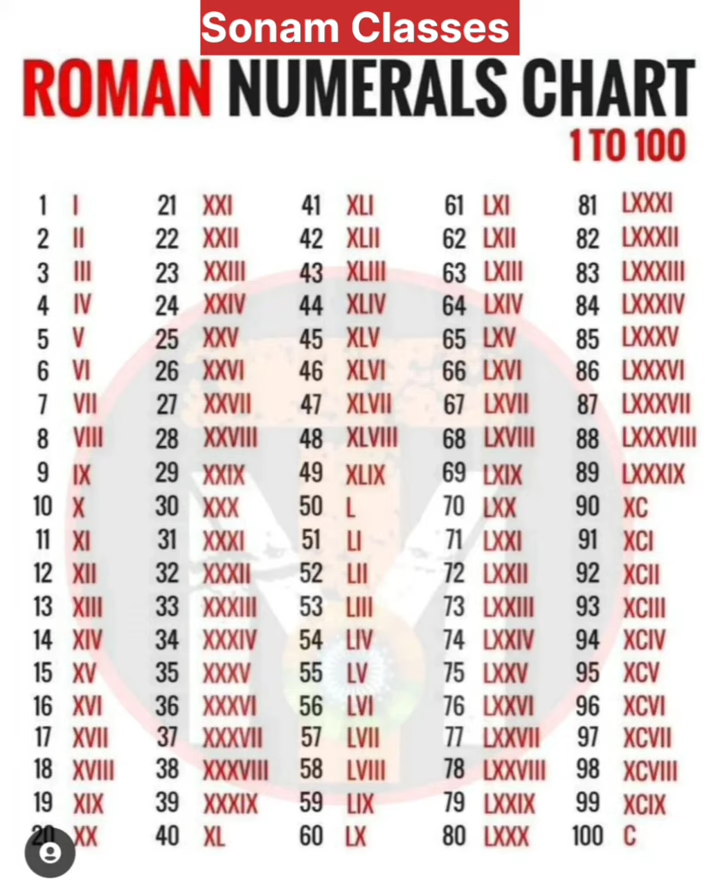 Sonam Classes
ROMAN NUMERALS CHART
1 TO 100
1 I 21 XXI 41 XLI 61 LXI 81 LXXXI
2 II 22 XXII 42 XLII 62 LXII 82 LXXXII
3 III 23 XXIII 43 XLIII 63 LXIII 83 LXXXIII
4 IV 24 XXIV 44 XLIV 64 LXIV 84 LXXXIV
5 V 25 XXV 45 XLV 65 LXV 85 LXXXV
6 VI 26 XXVI 46 XLVI 66 LXVI 86 LXXXVI
7 VII 27 XXVII 47 XLVII 67 LXVII 87 LXXXVII
8 VIII 28 XXVIII 48 XLVIII 68 LXVIII 88 LXXXVIII
9 IX 29 XXIX 49 XLIX 69 LXIX 89 LXXXIX
10 X 30 XXX 50 L 70 LXX 90 XC
11 XI 31 XXXI 51 LI 71 LXXI 91 XCI
12 XII 32 XXXII 52 LII 72 LXXII 92 XCII
13 XIII 33 XXXIII 53 LIII 73 LXXIII 93 XCIII
14 XIV 34 XXXIV 54 LIV 74 LXXIV 94 XCIV
15 XV 35 XXXV 55 LV 75 LXXV 95 XCV
16 XVI 36 XXXVI 56 LVI 76 LXXVI 96 XCVI
17 XVII 37 XXXVII 57 LVII 77 LXXVII 97 XCVII
18 XVIII 38 XXXVIII 58 LVIII 78 LXXVIII 98 XCVIII
19 XIX 39 XXXIX 59 LIX 79 LXXIX 99 XCIX
20 XX 40 XL 60 LX 80 LXXX 100 C